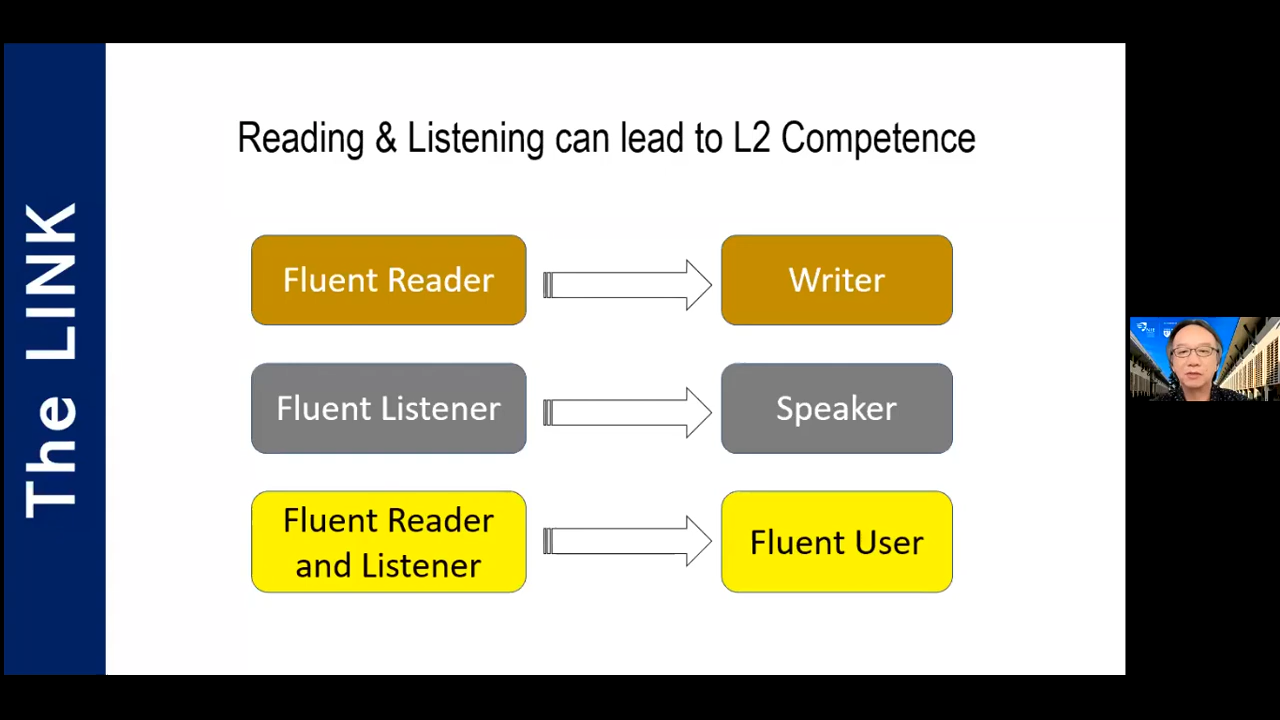 The LINK
Reading & Listening can lead to L2 Competence
Fluent Reader
Writer
Fluent Listener
Speaker
Fluent Reader
and Listener
Fluent User